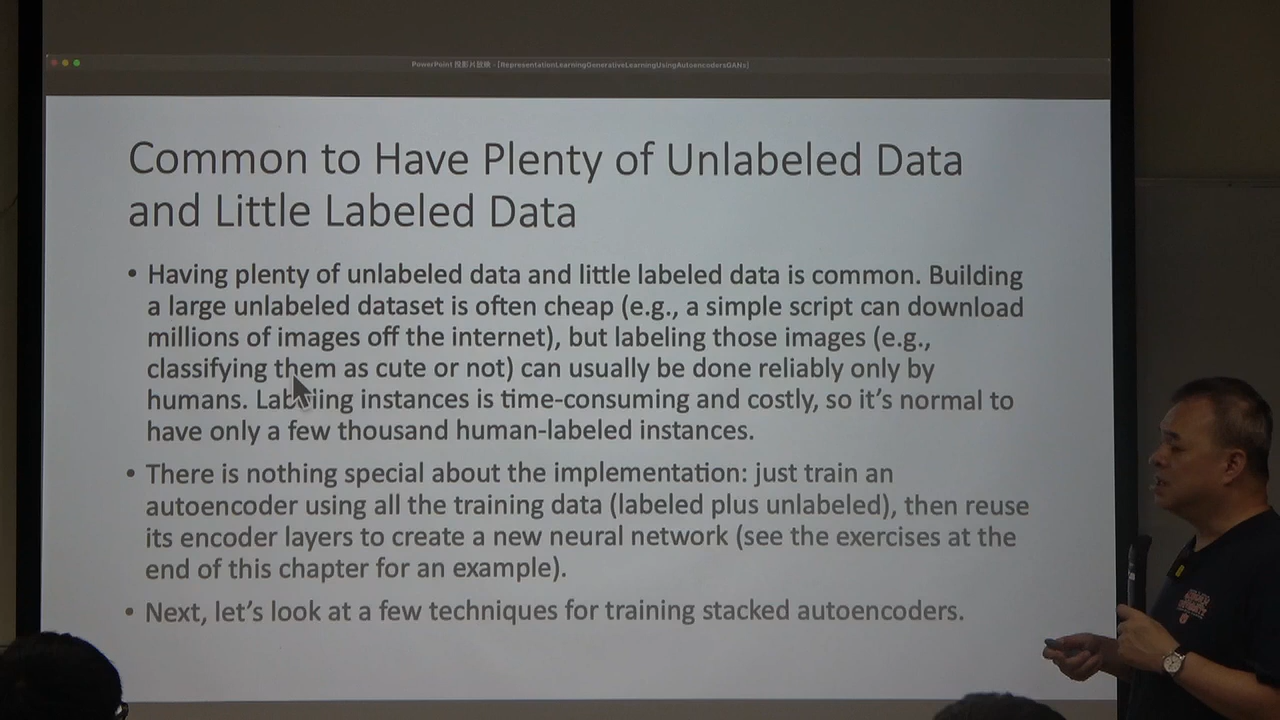 PowerPoint 投影片放映 - [RepresentationLearningGenerativeLearningUsingAutoencodersGANs]
Common to Have Plenty of Unlabeled Data
and Little Labeled Data
• Having plenty of unlabeled data and little labeled data is common. Building
a large unlabeled dataset is often cheap (e.g., a simple script can download
millions of images off the internet), but labeling those images (e.g.,
classifying them as cute or not) can usually be done reliably only by
humans. Labeling instances is time-consuming and costly, so it's normal to
have only a few thousand human-labeled instances.
• There is nothing special about the implementation: just train an
autoencoder using all the training data (labeled plus unlabeled), then reuse
its encoder layers to create a new neural network (see the exercises at the
end of this chapter for an example).
• Next, let's look at a few techniques for training stacked autoencoders.